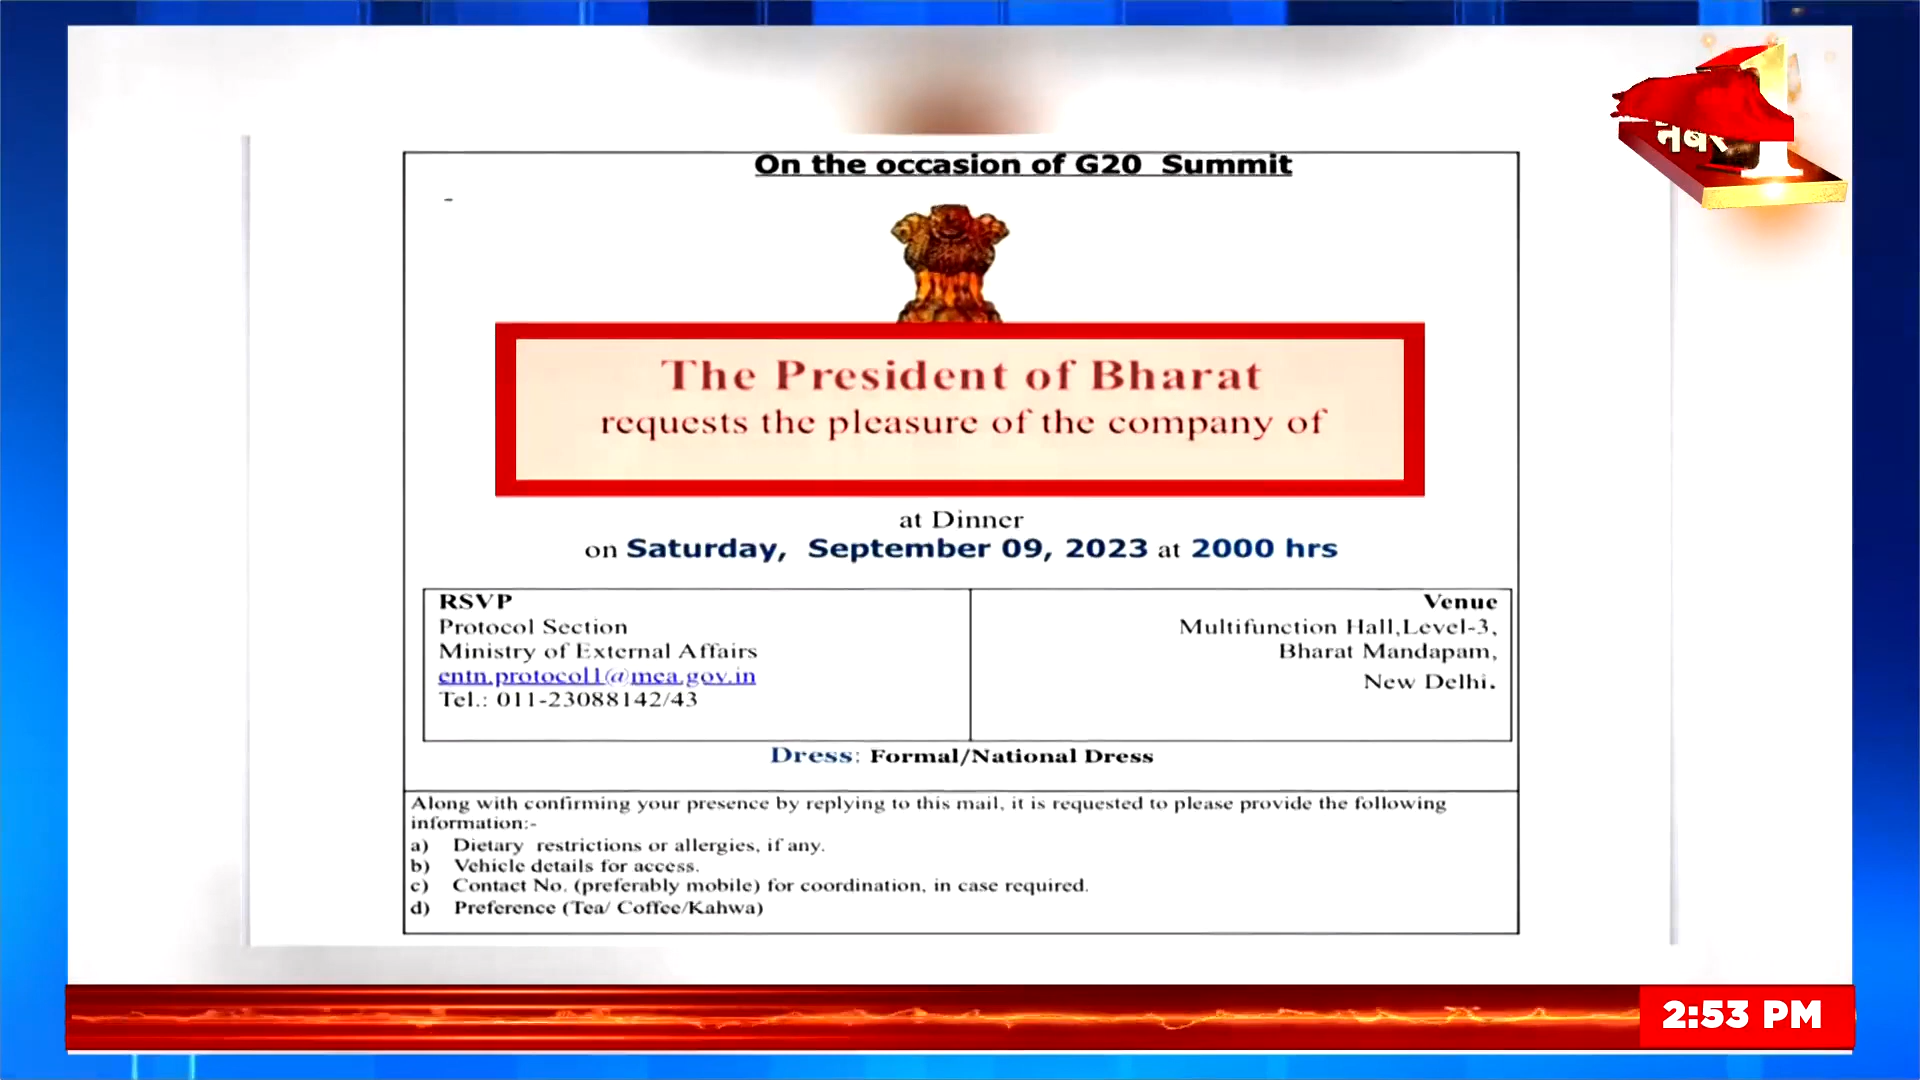 On the occasion of G20 Summit
-
The President of Bharat
requests the pleasure of the company of
at Dinner
on Saturday, September 09, 2023 at 2000 hrs
RSVP
Protocol Section
Ministry of External Affairs
entn.protocol1@mea.gov.in
Tel.: 011-23088142/43
Venue
Multifunction Hall,Level-3,
Bharat Mandapam,
New Delhi.
Dress: Formal/National Dress
Along with confirming your presence by replying to this mail, it is requested to please provide the following
information:-
a) Dietary restrictions or allergies, if any.
b) Vehicle details for access.
c) Contact No. (preferably mobile) for coordination, in case required.
d) Preference (Tea/ Coffee/Kahwa)
1
2:53 PM